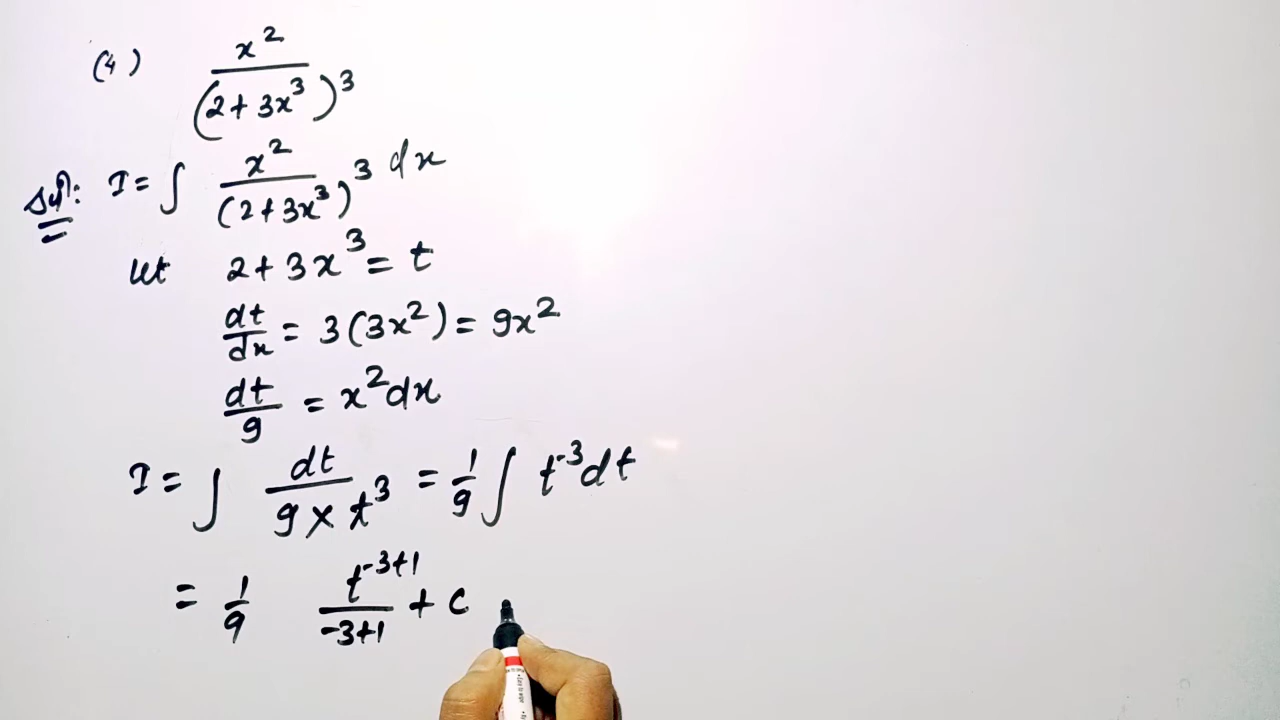 (4) x²/(2+3x³)³
Sol: I = ∫ x²/(2+3x³)³ dx
let 2+3x³ = t
dt/dx = 3(3x²) = 9x²
dt/9 = x²dx
I = ∫ dt/(9×t³) = 1/9 ∫ t⁻³dt
= 1/9 t⁻³⁺¹/(-3+1) + c